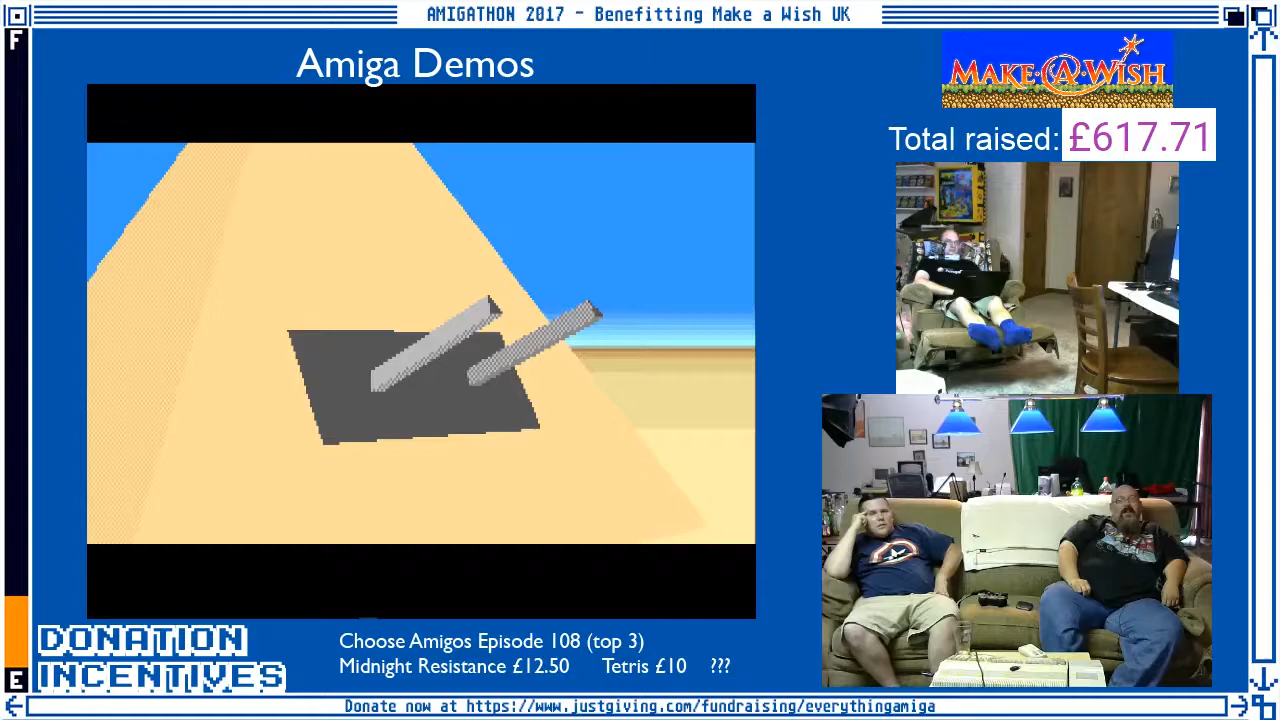 AMIGATHON 2017 - Benefitting Make a Wish UK
F
Amiga Demos
MAKE·A·WISH
Total raised: £617.71
DONATION
INCENTIVES
Choose Amigos Episode 108 (top 3)
Midnight Resistance £12.50 Tetris £10 ???
E
Donate now at https://www.justgiving.com/fundraising/everythingamiga